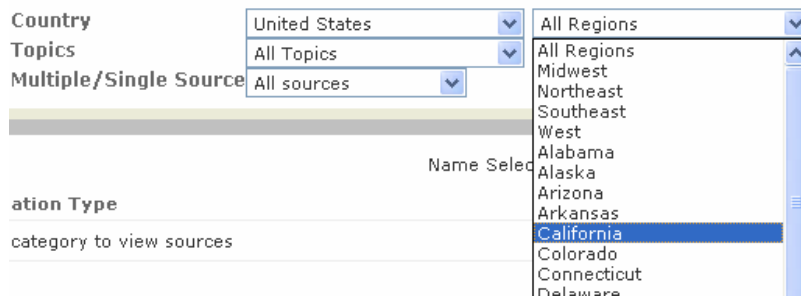 Country United States All Regions
Topics All Topics All Regions
Multiple/Single Source All sources Midwest
Northeast
Southeast
West
Alabama
Name Selec
Alaska
Arizona
ation Type
Arkansas
category to view sources California
Colorado
Connecticut
Delaware